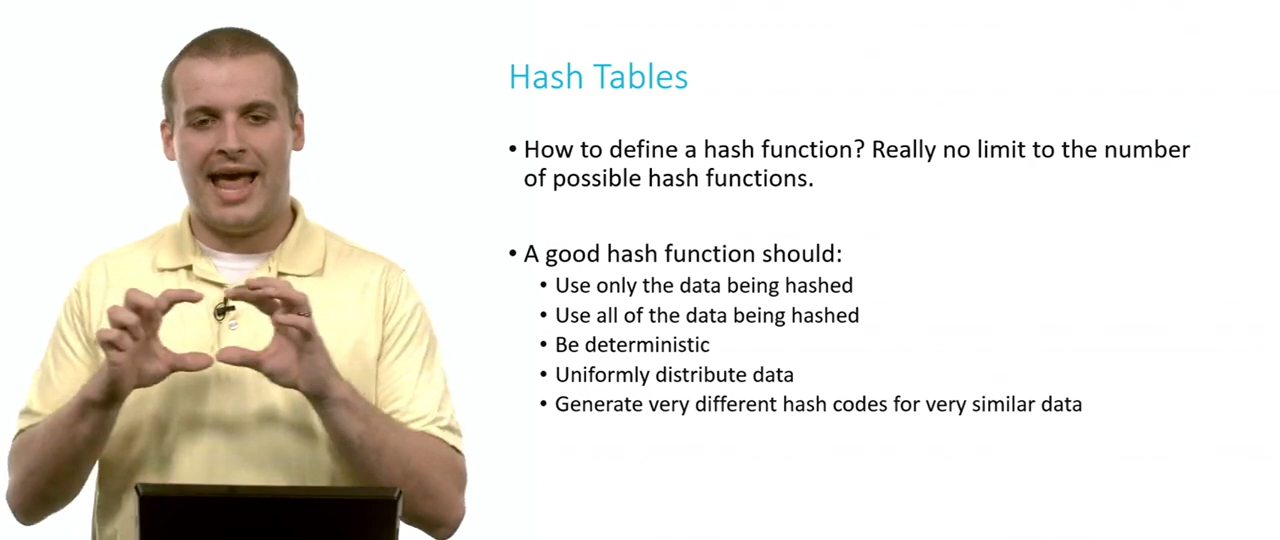 Hash Tables
• How to define a hash function? Really no limit to the number
of possible hash functions.
• A good hash function should:
• Use only the data being hashed
• Use all of the data being hashed
• Be deterministic
• Uniformly distribute data
• Generate very different hash codes for very similar data